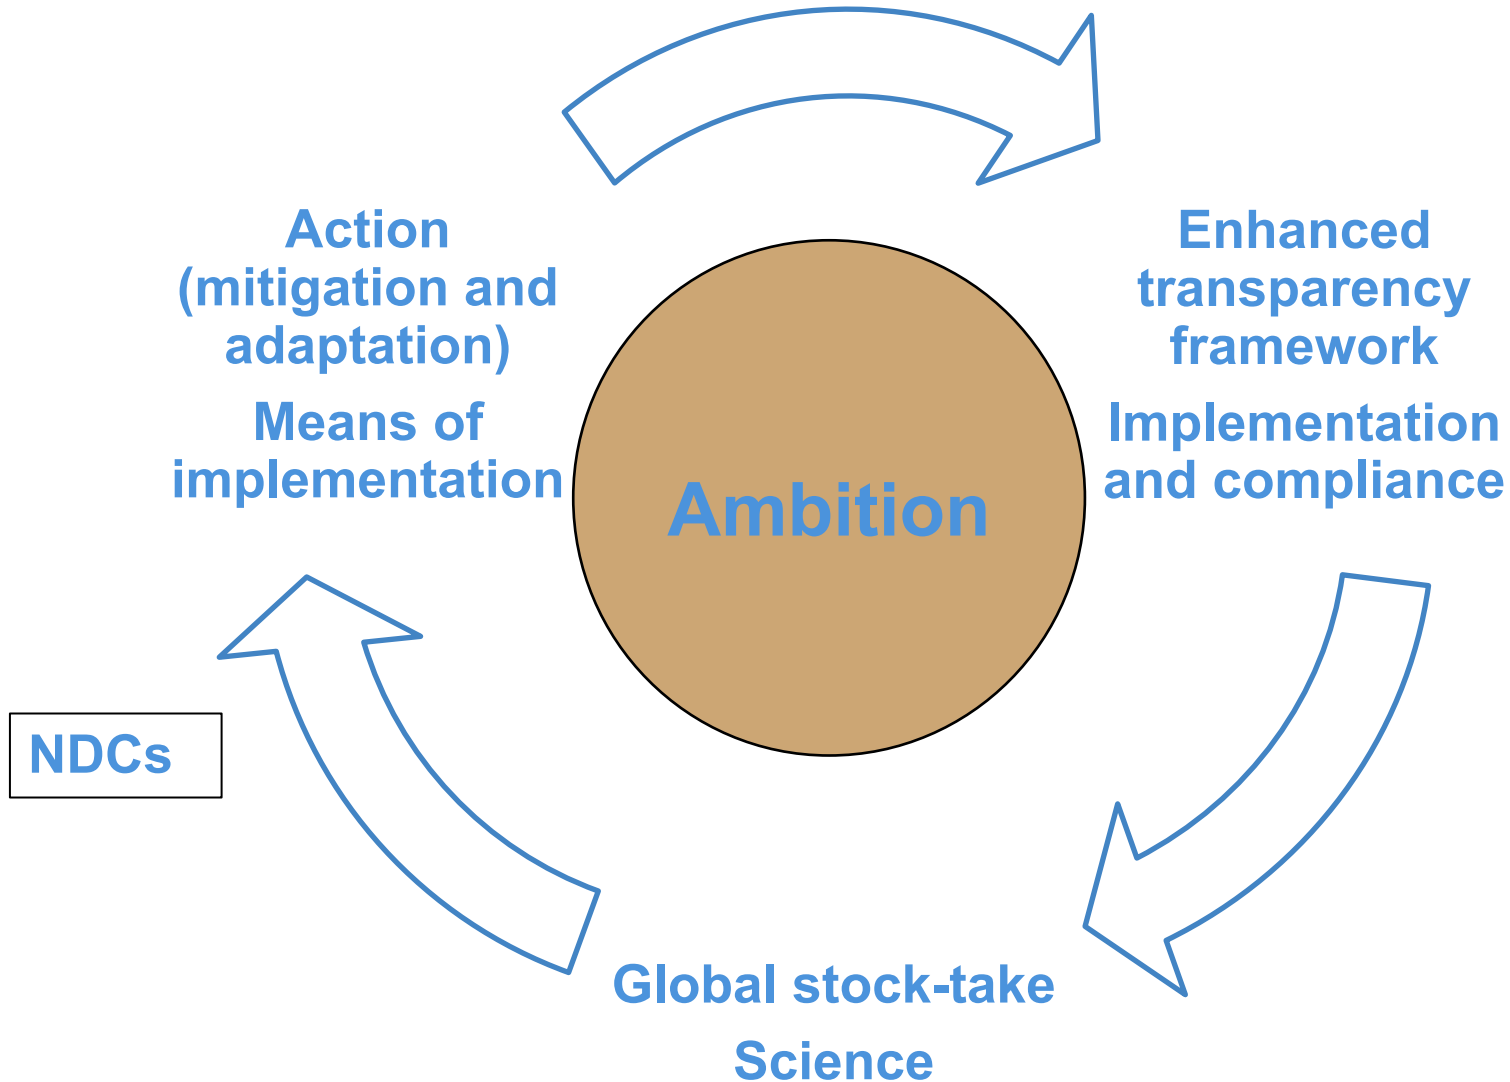 Action
(mitigation and
adaptation)
Means of
implementation
Enhanced
transparency
framework
Implementation
and compliance
Ambition
NDCs
Global stock-take
Science